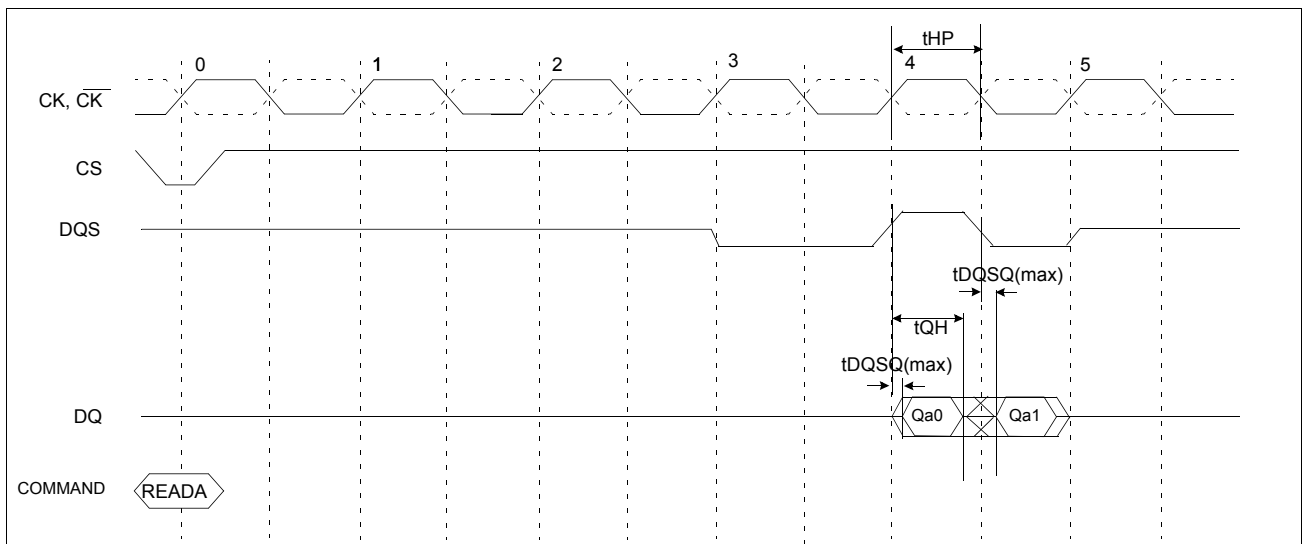 tHP
0 1 2 3 4 5
CK, C̅K̅
CS
DQS
tDQSQ(max)
tQH
tDQSQ(max)
DQ Qa0 Qa1
COMMAND READA